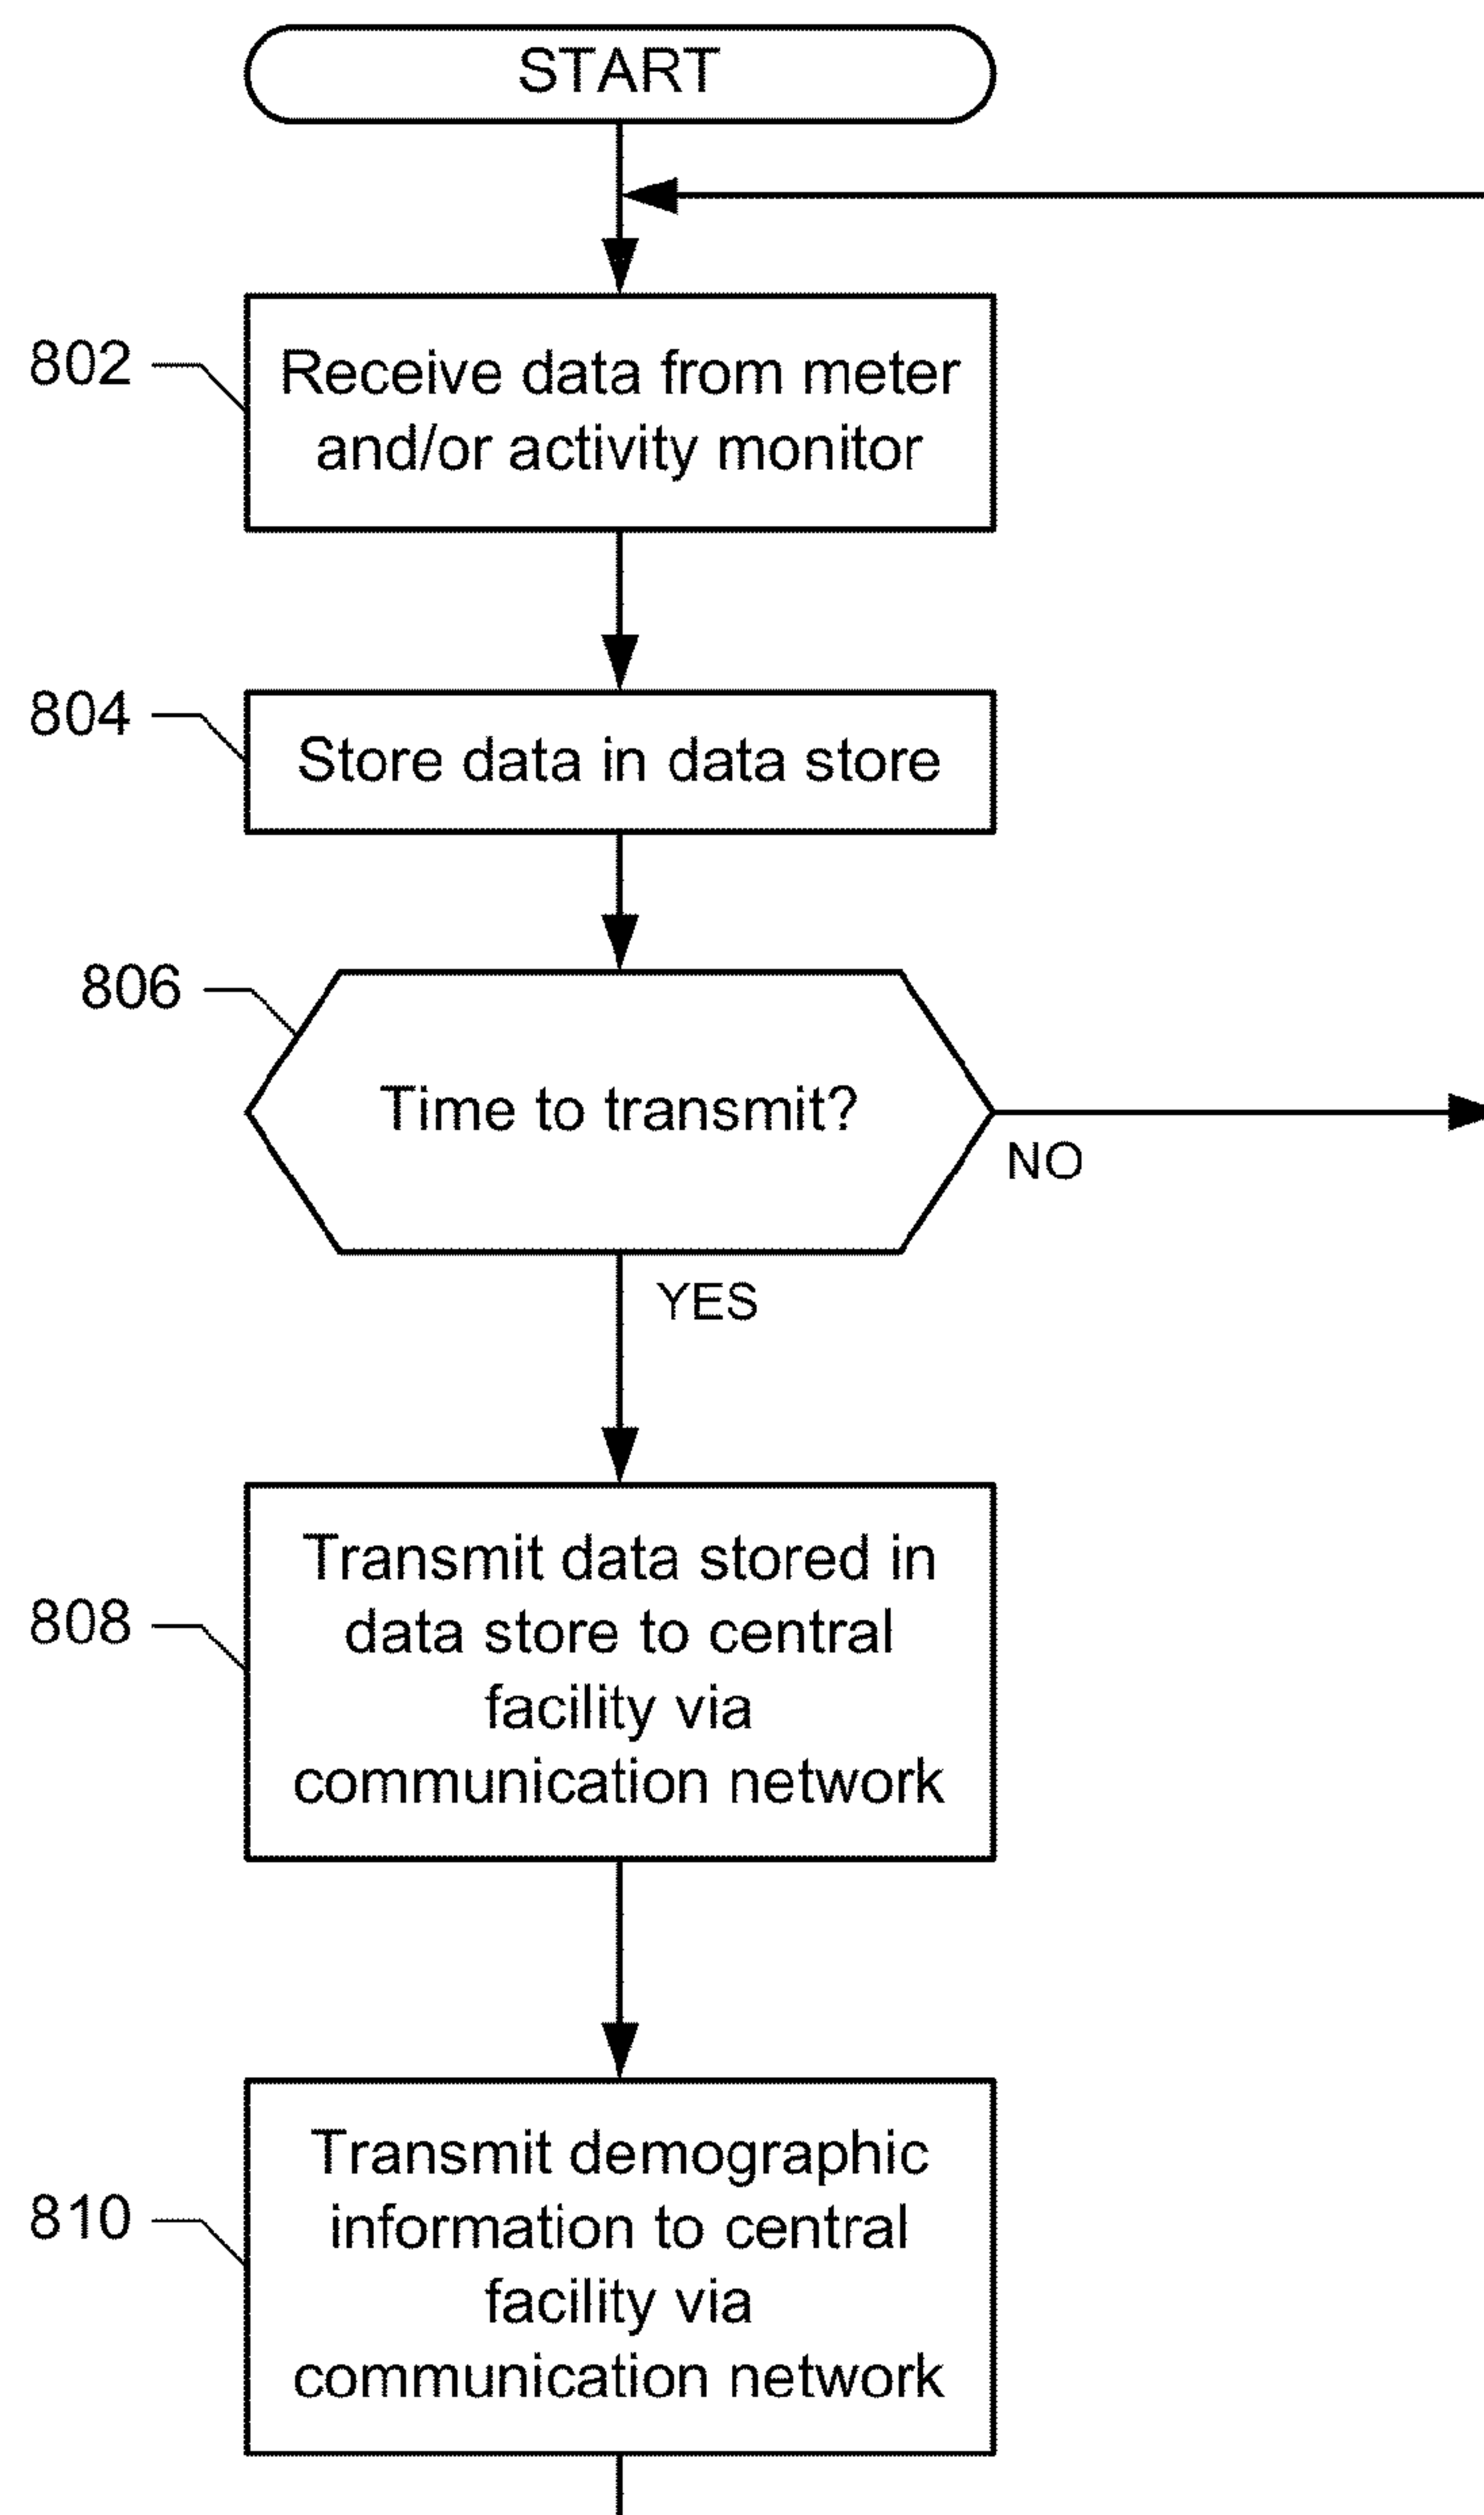 START
802
Receive data from meter
and/or activity monitor
804
Store data in data store
806
Time to transmit?
NO
YES
808
Transmit data stored in
data store to central
facility via
communication network
810
Transmit demographic
information to central
facility via
communication network